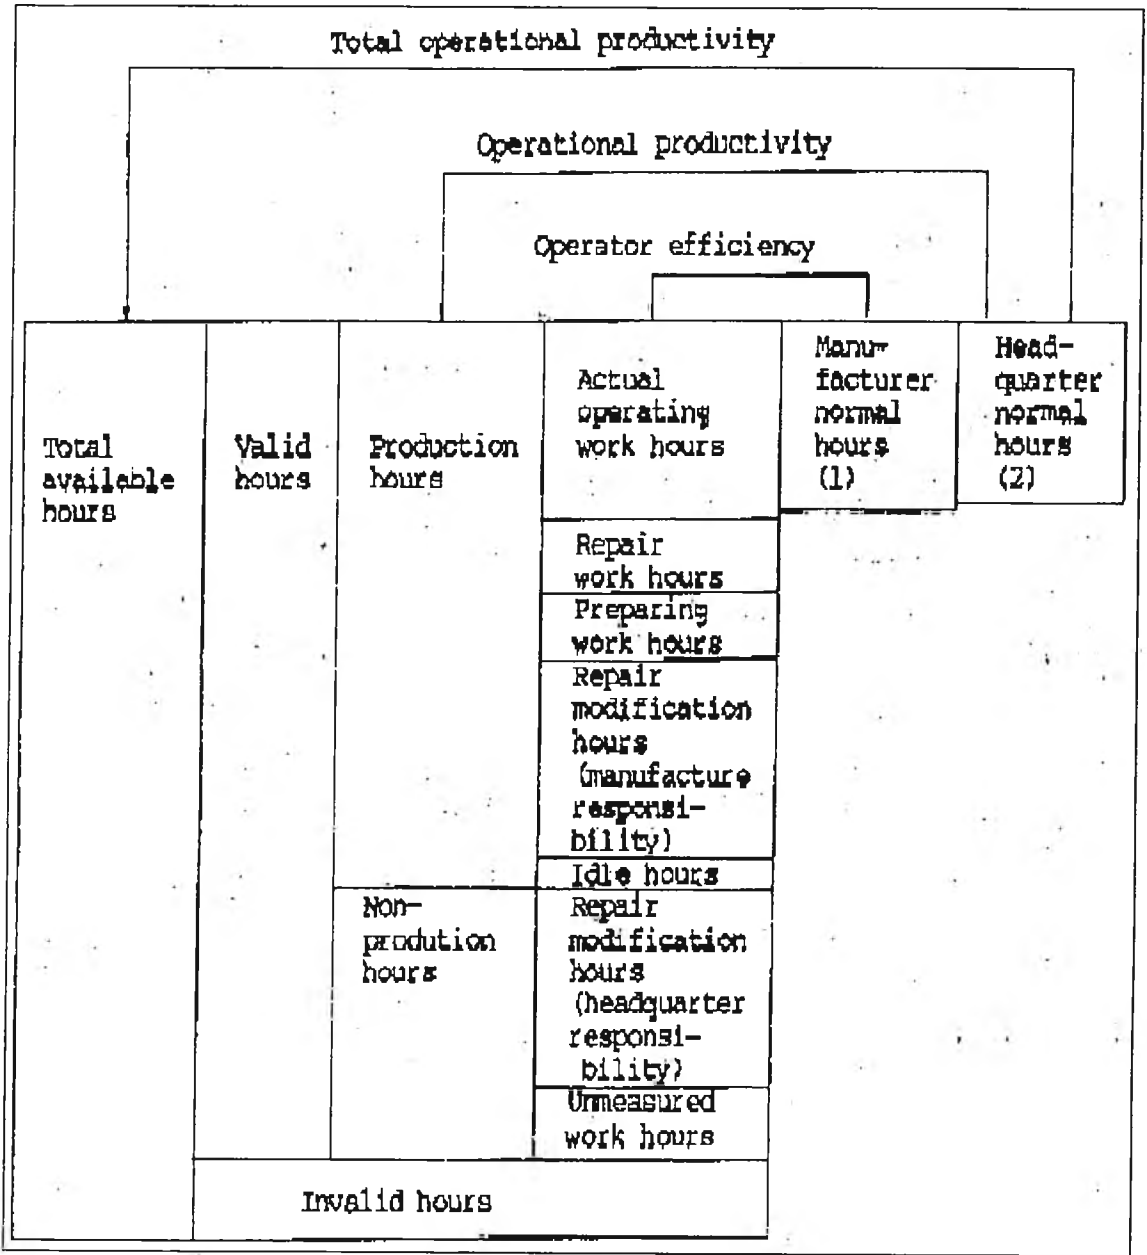 Total operational productivity
Operational productivity
Operator efficiency
Total
available
hours
Valid
hours
Production
hours
Actual
operating
work hours
Manu-
facturer
normal
hours
(1)
Head-
quarter
normal
hours
(2)
Repair
work hours
Preparing
work hours
Repair
modification
hours
(manufacture
responsi-
bility)
Idle hours
Non-
prodution
hours
Repair
modification
hours
(headquarter
responsi-
bility)
Unmeasured
work hours
Invalid hours